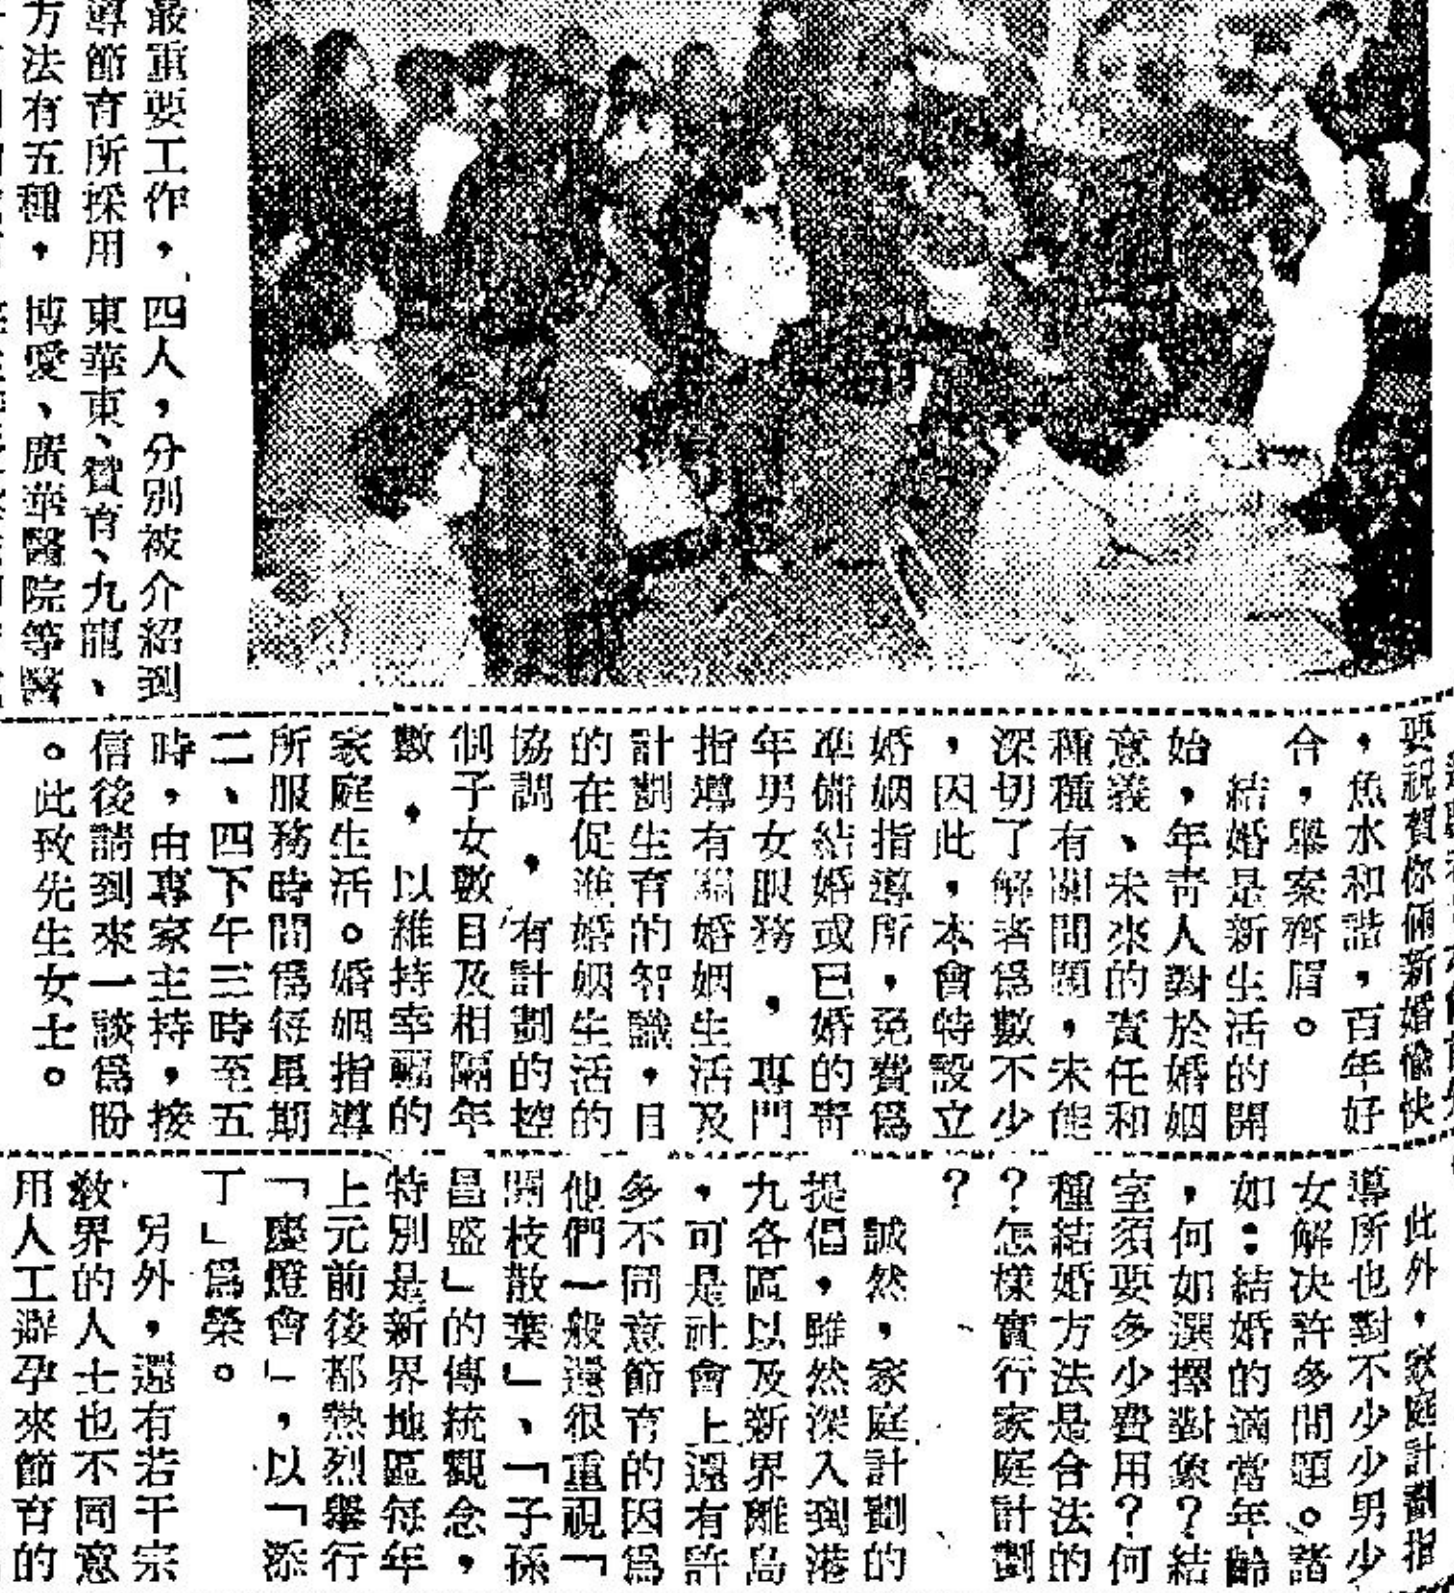 最重要工作，
導節育所採用
方法有五種，
四人，分別被介紹到
東華東、贊育、九龍、
博愛、廣華醫院等醫
要祝賀你倆新婚愉快
，魚水和諧，百年好
合，舉案齊眉。
結婚是新生活的開
始，年青人對於婚姻
意義、未來的責任和
種種有關問題，未能
深切了解者爲數不少
，因此，本會特設立
婚姻指導所，免費爲
準備結婚或已婚的青
年男女服務，專門
指導有關婚姻生活及
計劃生育的智識，目
的在促進婚姻生活的
協調，有計劃的控
制子女數目及相隔年
數，以維持幸福的
家庭生活。婚姻指導
所服務時間爲每星期
二、四下午三時至五
時，由專家主持，接
信後請到來一談爲盼
。此致先生女士。
此外，家庭計劃指
導所也對不少少男少
女解决許多問題。諸
如：結婚的適當年齡
，何如選擇對象？結
室須要多少費用？何
種結婚方法是合法的
？怎樣實行家庭計劃
？
誠然，家庭計劃的
提倡，雖然深入到港
九各區以及新界離島
，可是社會上還有許
多不同意節育的因爲
他們一般還很重視「
開枝散葉」、「子孫
昌盛」的傳統觀念，
特別是新界地區每年
上元前後都熱烈舉行
「慶燈會」，以「添
丁」爲榮。
另外，還有若干宗
敎界的人士也不同意
用人工避孕來節育的